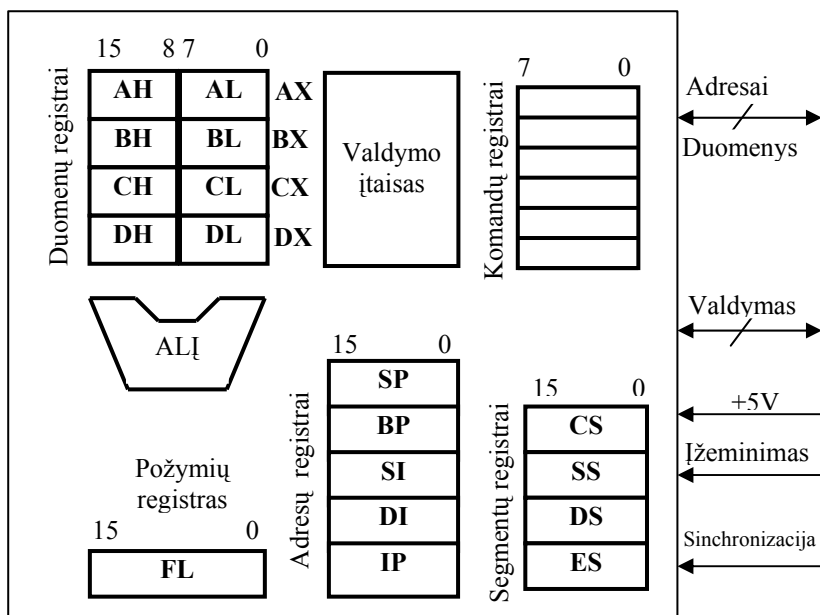 15 8 7 0
Duomenų registrai
AH AL AX
BH BL BX
CH CL CX
DH DL DX
Valdymo
įtaisas
7 0
Komandų registrai
Adresai
Duomenys
Valdymas
+5V
Įžeminimas
Sinchronizacija
ALĮ
15 0
Adresų registrai
SP
BP
SI
DI
IP
15 0
Segmentų registrai
CS
SS
DS
ES
Požymių
registras
15 0
FL